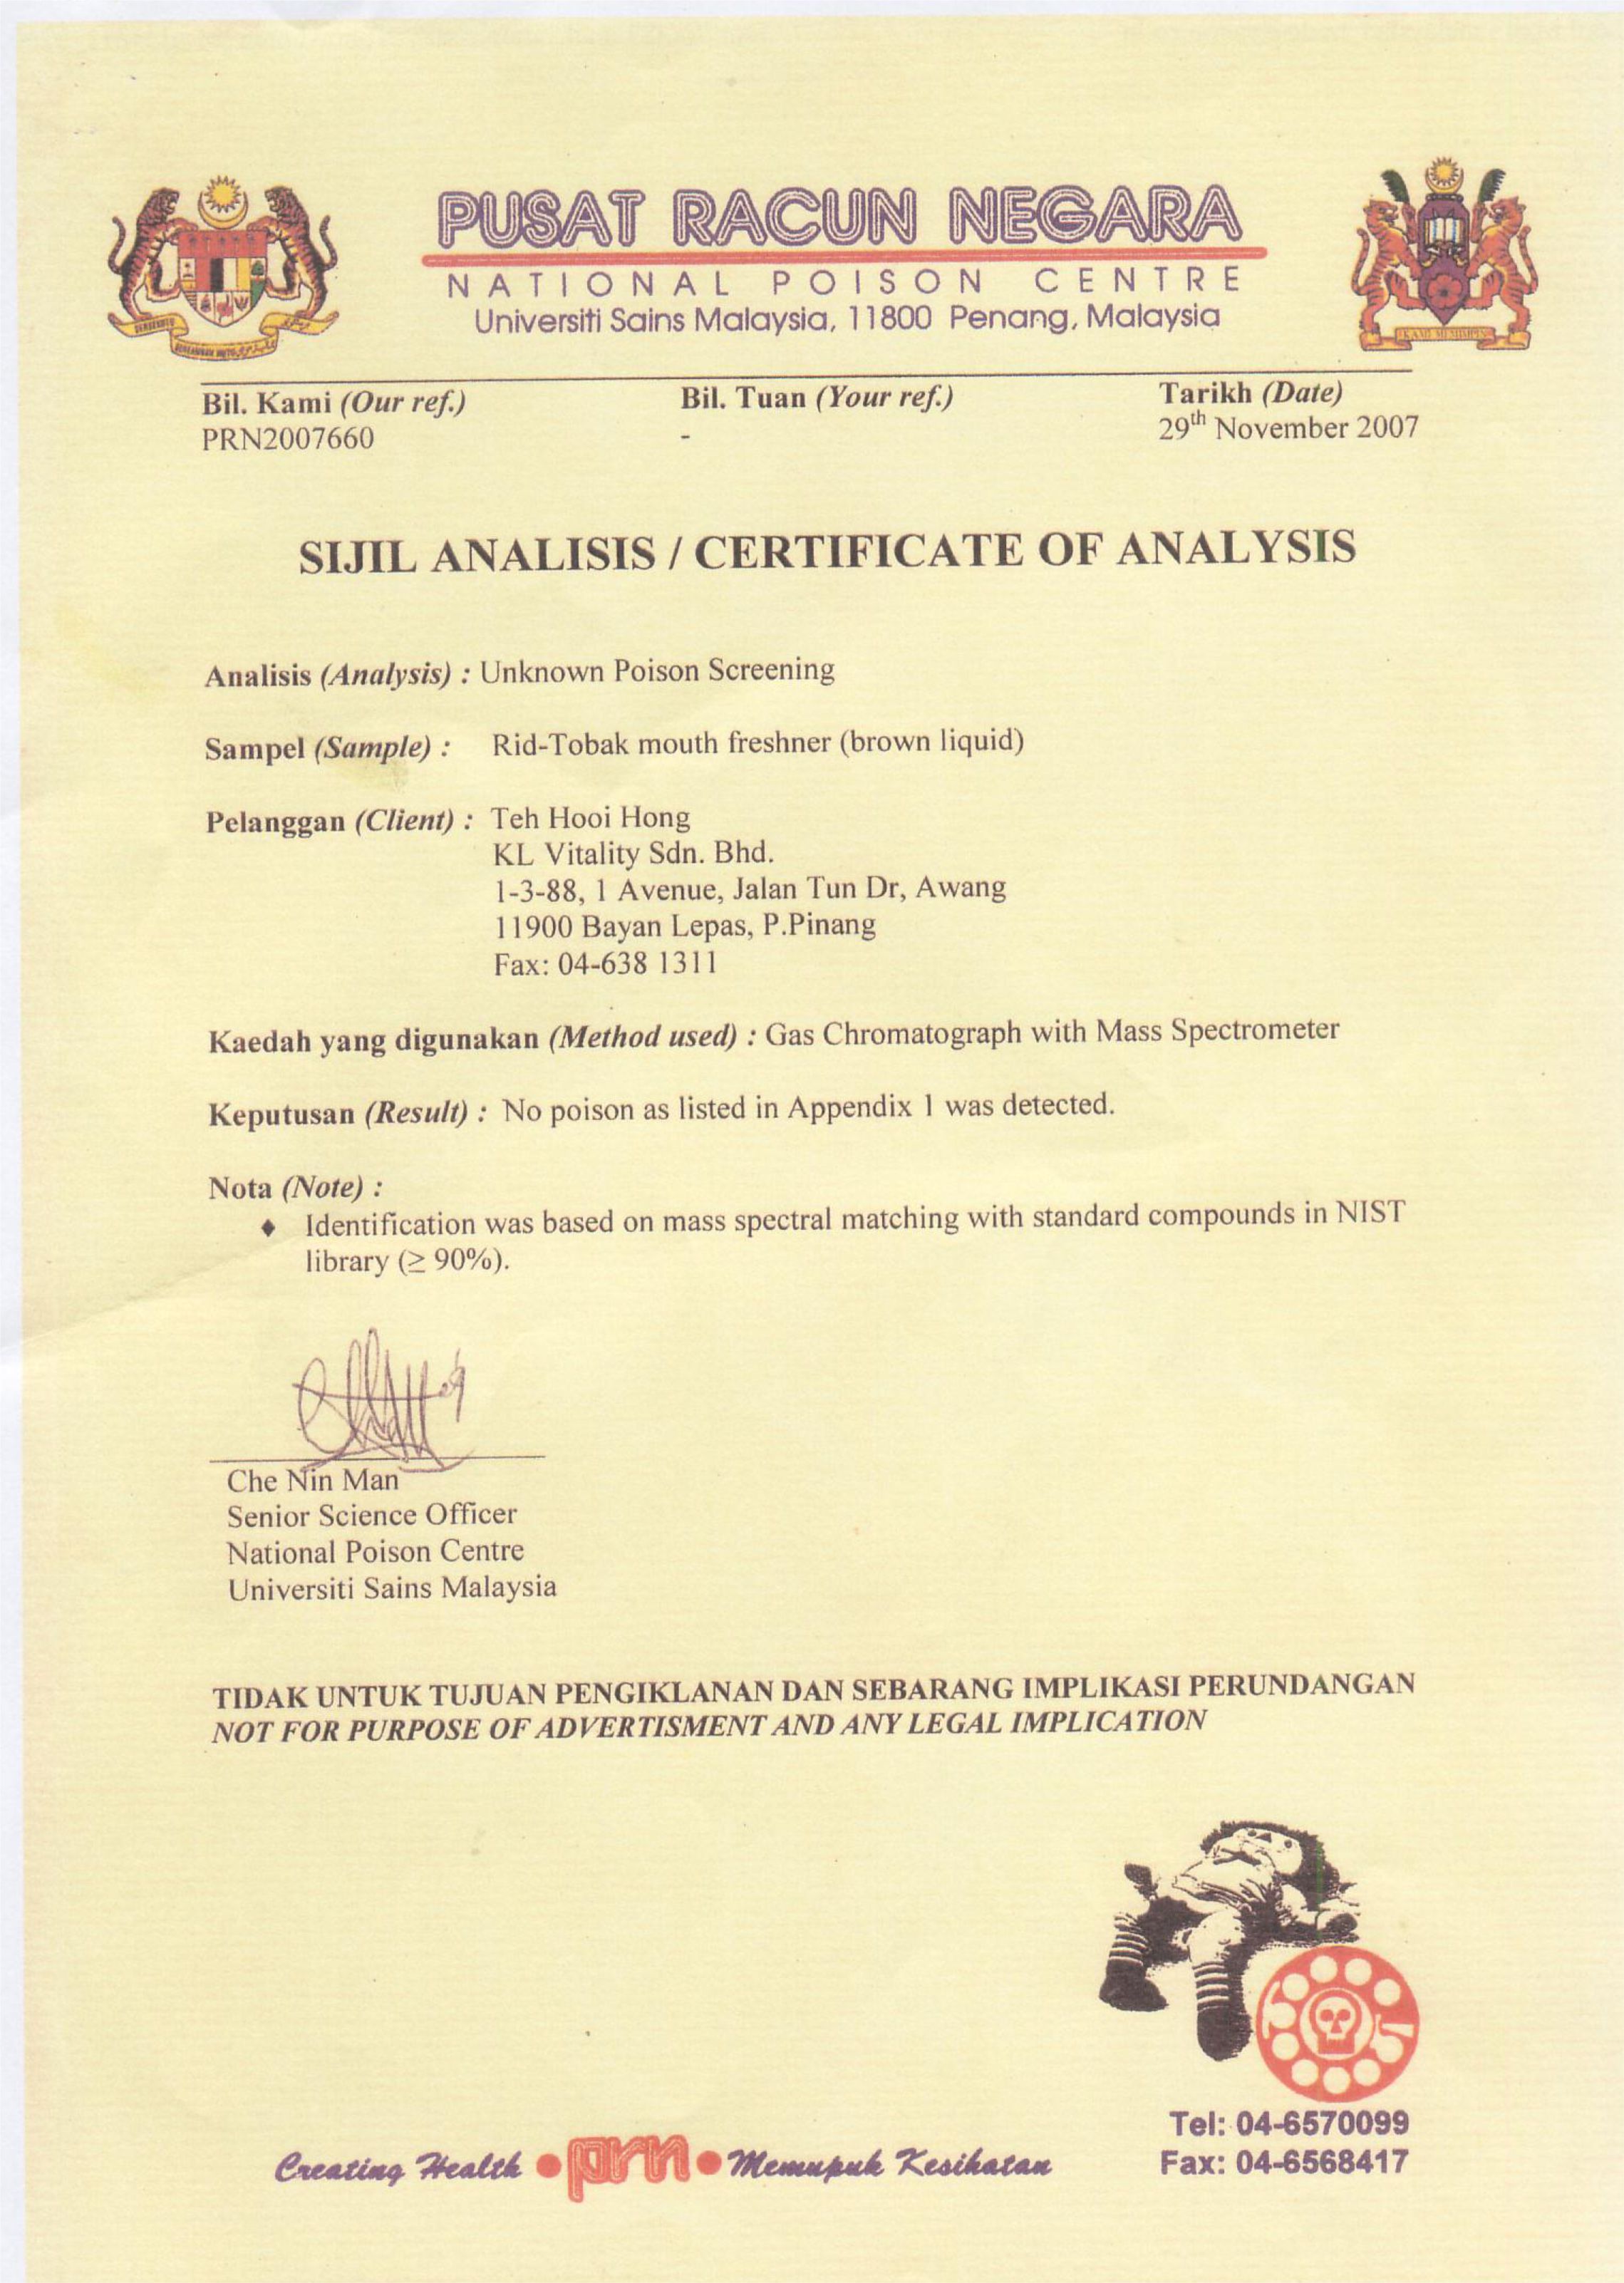 PUSAT RACUN NEGARA
NATIONAL POISON CENTRE
Universiti Sains Malaysia, 11800 Penang, Malaysia
Bil. Kami (Our ref.) Bil. Tuan (Your ref.) Tarikh (Date)
PRN2007660 - 29th November 2007
SIJIL ANALISIS / CERTIFICATE OF ANALYSIS
Analisis (Analysis) : Unknown Poison Screening
Sampel (Sample) : Rid-Tobak mouth freshner (brown liquid)
Pelanggan (Client) : Teh Hooi Hong
KL Vitality Sdn. Bhd.
1-3-88, 1 Avenue, Jalan Tun Dr, Awang
11900 Bayan Lepas, P.Pinang
Fax: 04-638 1311
Kaedah yang digunakan (Method used) : Gas Chromatograph with Mass Spectrometer
Keputusan (Result) : No poison as listed in Appendix 1 was detected.
Nota (Note) :
♦ Identification was based on mass spectral matching with standard compounds in NIST
library (≥ 90%).
Che Nin Man
Senior Science Officer
National Poison Centre
Universiti Sains Malaysia
TIDAK UNTUK TUJUAN PENGIKLANAN DAN SEBARANG IMPLIKASI PERUNDANGAN
NOT FOR PURPOSE OF ADVERTISMENT AND ANY LEGAL IMPLICATION
Tel: 04-6570099
Creating Health • prn • Memupuk Kesihatan
Fax: 04-6568417